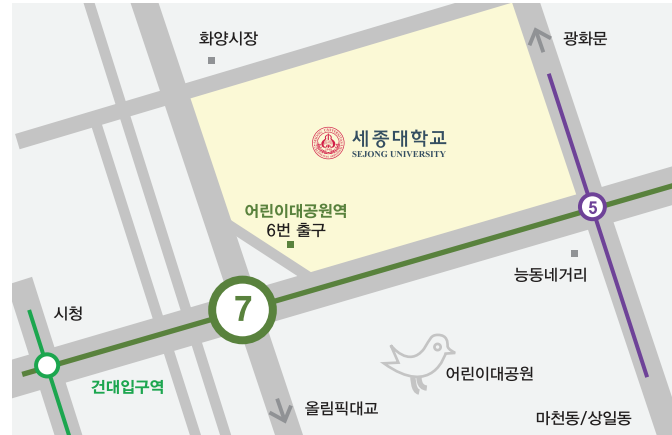 화양시장
광화문
세종대학교
SEJONG UNIVERSITY
어린이대공원역
6번 출구
5
능동네거리
7
시청
건대입구역
어린이대공원
올림픽대교
마천동/상일동